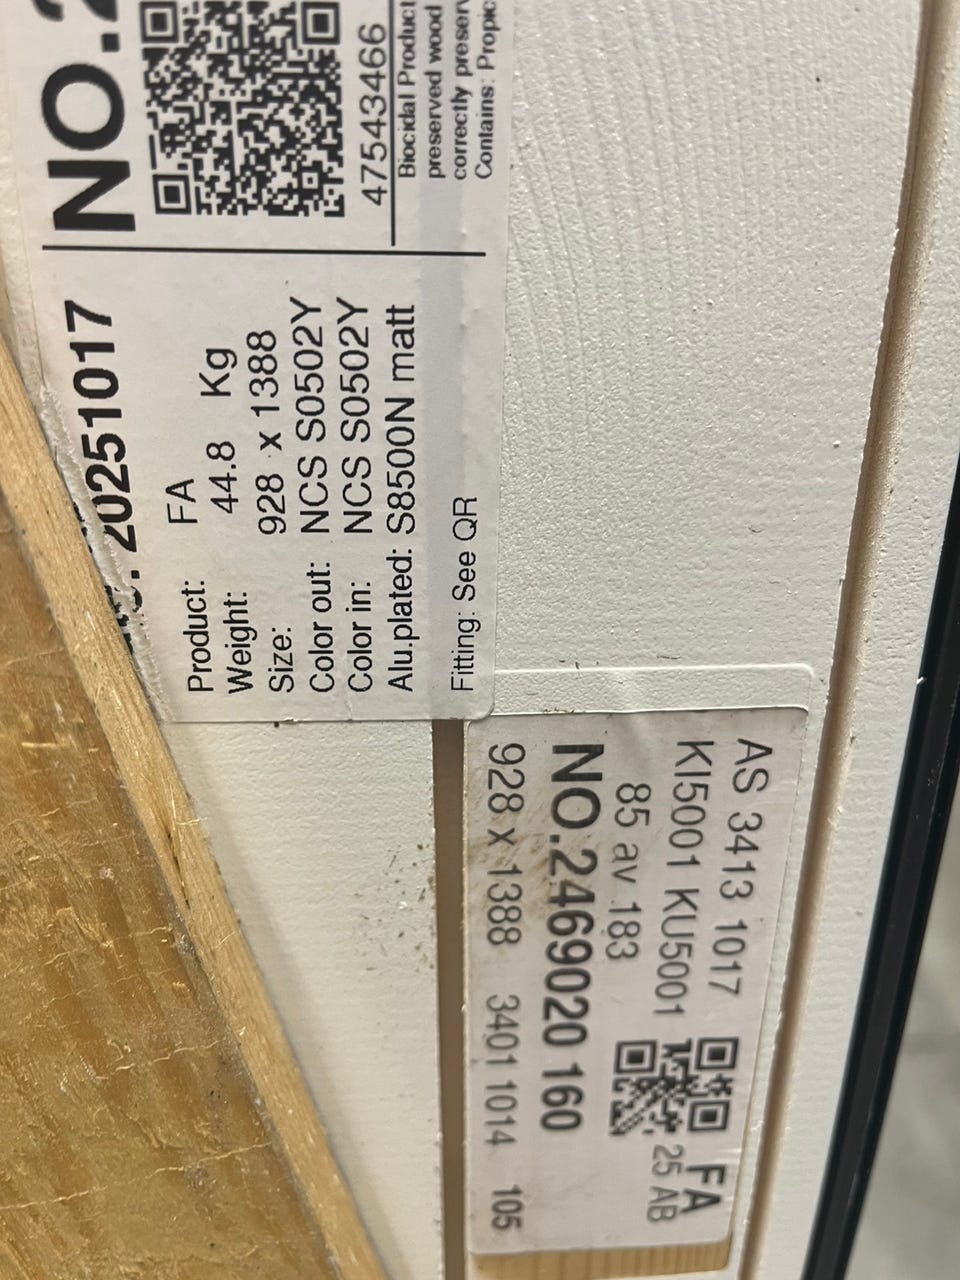 NO.2
47543466
Biocidal Product
preserved wood
correctly preserv
Contains: Propic
20251017
Product: FA
Weight: 44.8 Kg
Size: 928 x 1388
Color out: NCS S0502Y
Color in: NCS S0502Y
Alu.plated: S8500N matt
Fitting: See QR
AS 3413 1017 FA
KI5001 KU5001 25 AB
85 av 183
NO.2469020 160
928 x 1388 3401 1014 105